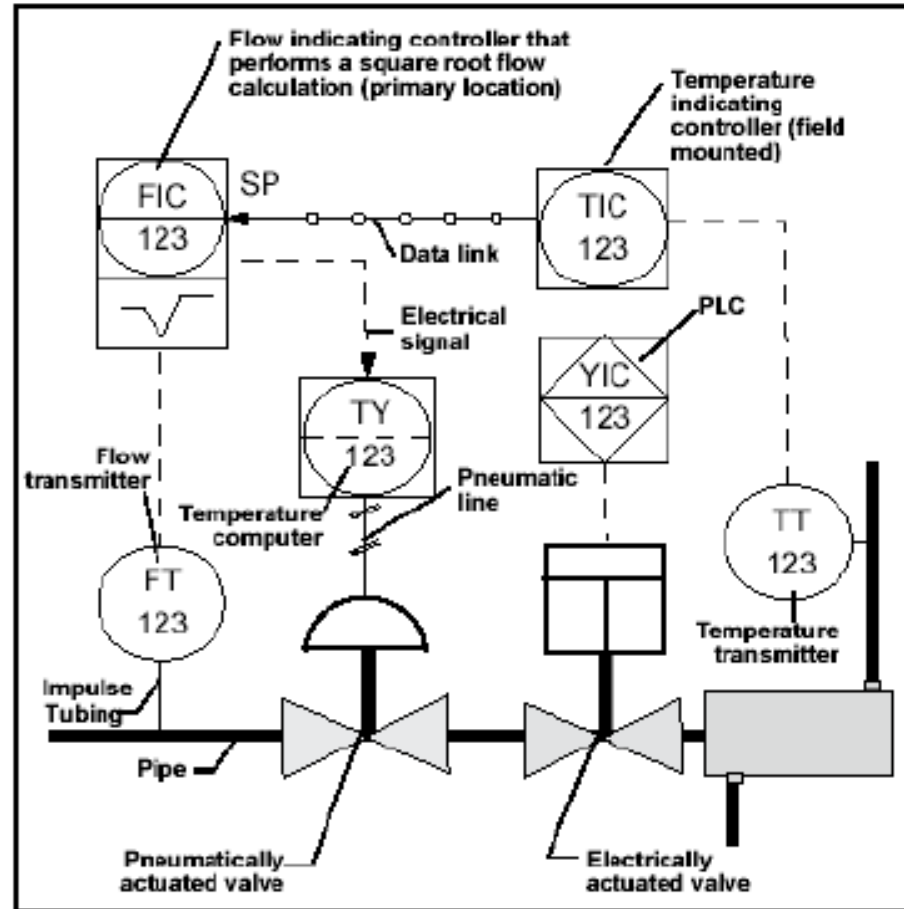 Flow indicating controller that
performs a square root flow
calculation (primary location)
Temperature
indicating
controller (field
mounted)
FIC
123
SP
TIC
123
Data link
PLC
Electrical
signal
YIC
123
TY
123
Flow
transmitter
Temperature
computer
Pneumatic
line
FT
123
TT
123
Temperature
transmitter
Impulse
Tubing
Pipe
Pneumatically
actuated valve
Electrically
actuated valve